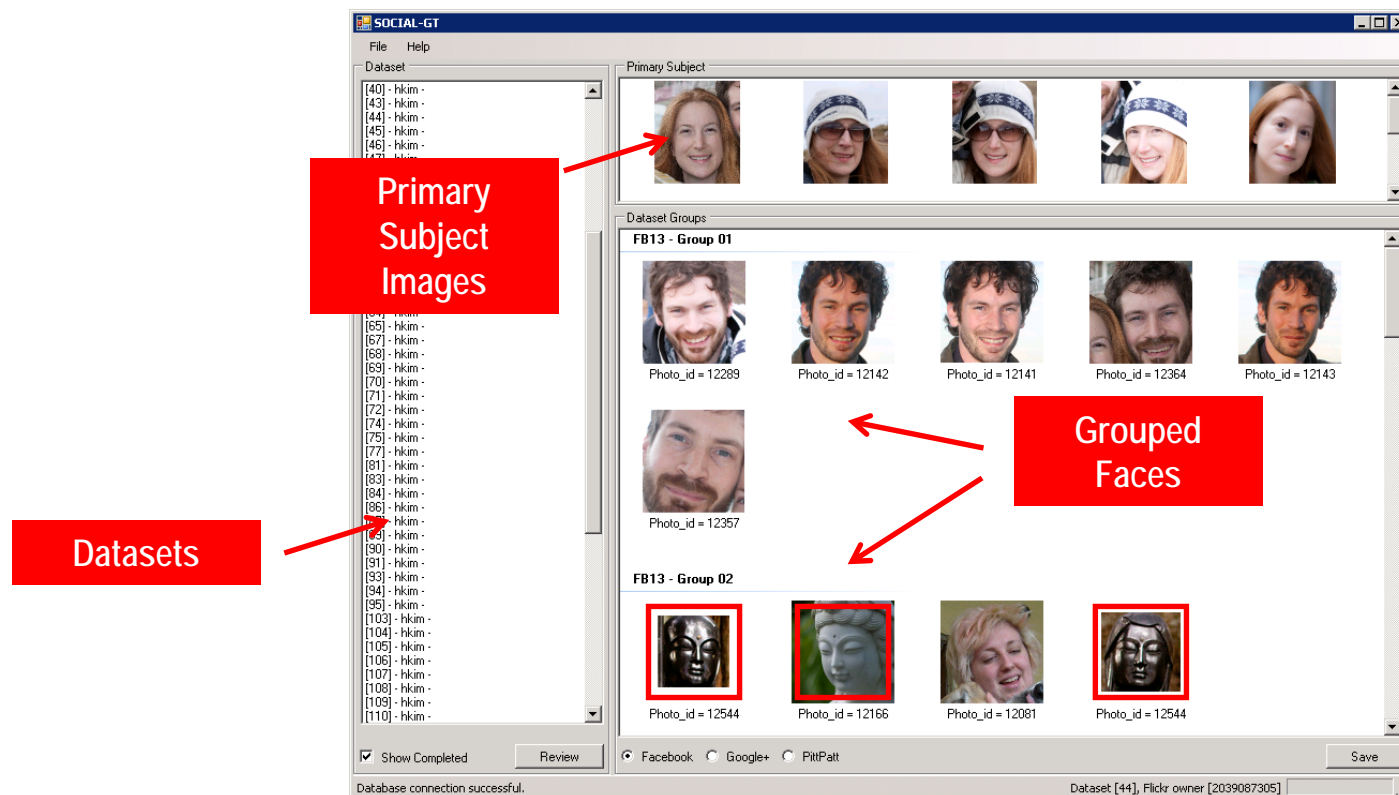 SOCIAL-GT
File Help
Dataset
[40] - hkim -
[43] - hkim -
[44] - hkim -
[45] - hkim -
[46] - hkim -
Primary
Subject
Images
[65] - hkim -
[67] - hkim -
[68] - hkim -
[69] - hkim -
[70] - hkim -
[71] - hkim -
[72] - hkim -
[74] - hkim -
[75] - hkim -
[77] - hkim -
[81] - hkim -
[83] - hkim -
[84] - hkim -
[86] - hkim -
- hkim -
- hkim -
[90] - hkim -
[91] - hkim -
[93] - hkim -
[94] - hkim -
[95] - hkim -
[103] - hkim -
[104] - hkim -
[105] - hkim -
[106] - hkim -
[107] - hkim -
[108] - hkim -
[109] - hkim -
[110] - hkim -
Datasets
Show Completed Review
Primary Subject
Dataset Groups
FB13 - Group 01
Photo_id = 12289 Photo_id = 12142 Photo_id = 12141 Photo_id = 12364 Photo_id = 12143
Photo_id = 12357
Grouped
Faces
FB13 - Group 02
Photo_id = 12544 Photo_id = 12166 Photo_id = 12081 Photo_id = 12544
Facebook Google+ PittPatt Save
Database connection successful. Dataset [44], Flickr owner [2039087305]